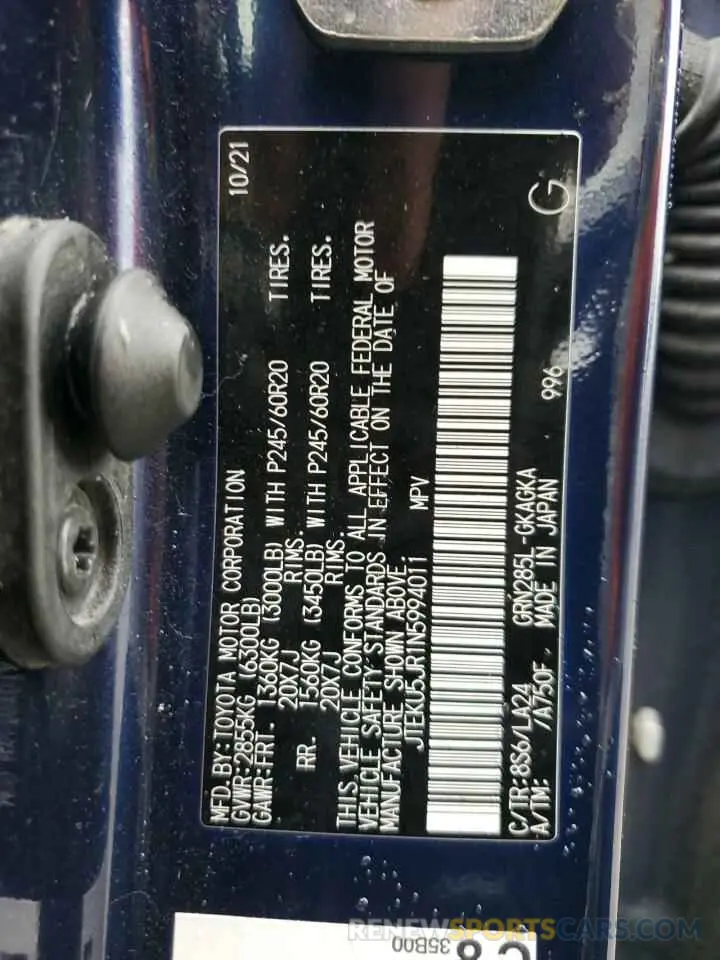 MFD.BY:TOYOTA MOTOR CORPORATION 10/21
GVWR:2855KG (6300LB)
GAWR:FRT. 1360KG (3000LB) WITH P245/60R20 TIRES.
20X7J RIMS.
RR. 1560KG (3450LB) WITH P245/60R20 TIRES.
20X7J RIMS.
THIS VEHICLE CONFORMS TO ALL APPLICABLE FEDERAL MOTOR
VEHICLE SAFETY STANDARDS IN EFFECT ON THE DATE OF
MANUFACTURE SHOWN ABOVE.
JTEKU5JR1N5994011 MPV
C/TR:8S6/LA24 GRN285L-GKAGKA 996 G
A/TM: /A750F MADE IN JAPAN
C 8
35B00
RENEWSPORTSCARS.COM